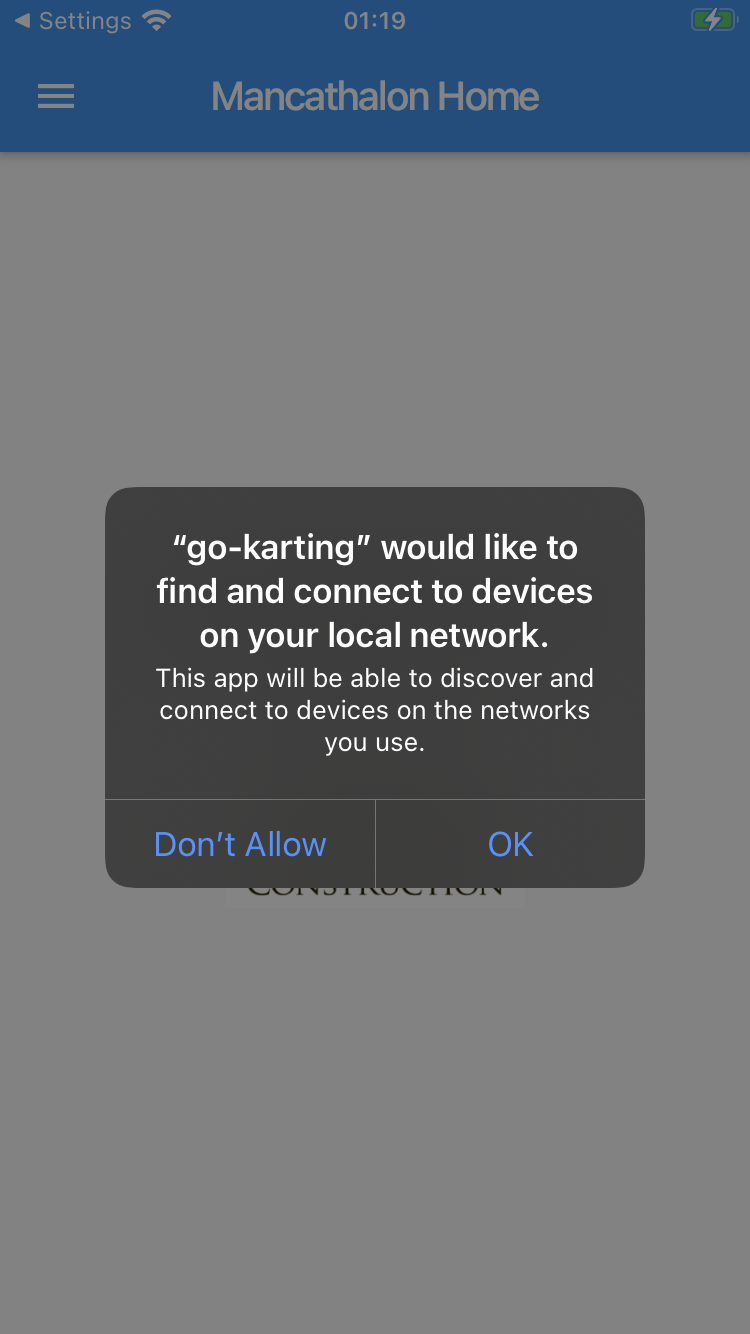 Settings
01:19
Mancathalon Home
“go-karting” would like to
find and connect to devices
on your local network.
This app will be able to discover and
connect to devices on the networks
you use.
Don’t Allow
OK
CONSTRUCTION